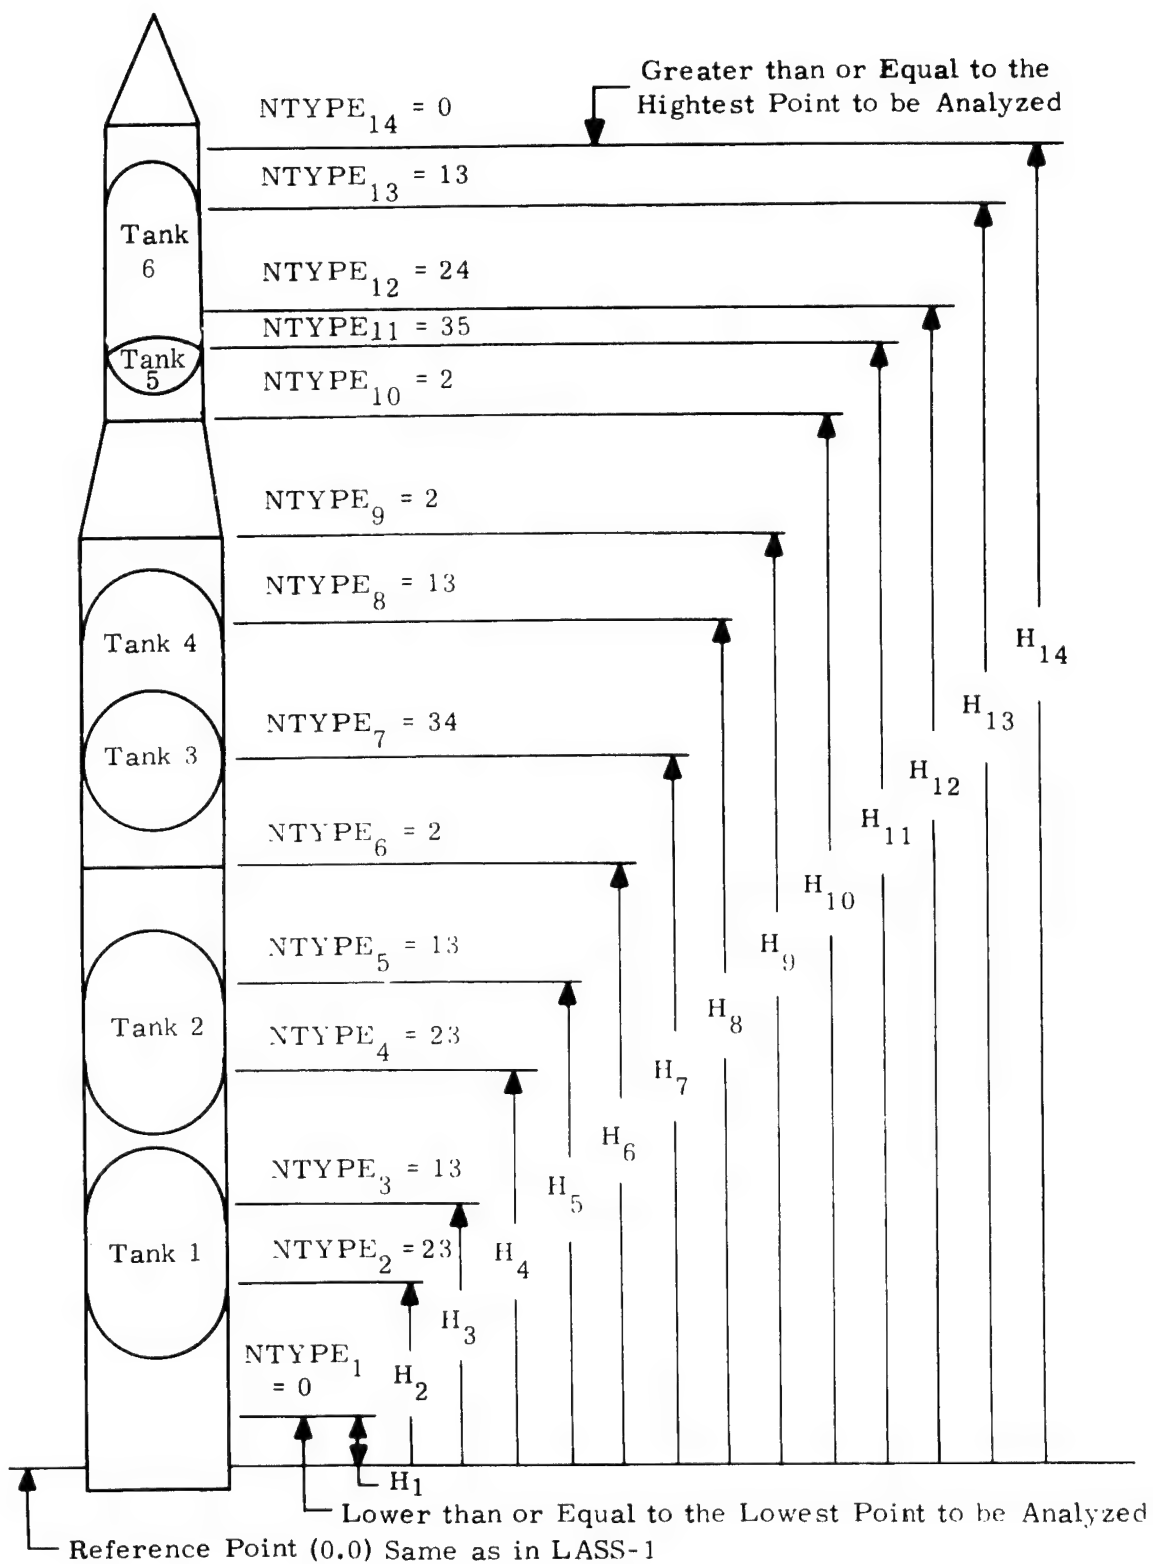 Greater than or Equal to the
Hightest Point to be Analyzed
NTYPE14 = 0
NTYPE13 = 13
Tank
6
NTYPE12 = 24
NTYPE11 = 35
Tank
5
NTYPE10 = 2
NTYPE9 = 2
NTYPE8 = 13
Tank 4
H14
H13
NTYPE7 = 34
Tank 3
H12
H11
NTYPE6 = 2
H10
H9
NTYPE5 = 13
H8
Tank 2
NTYPE4 = 23
H7
H6
NTYPE3 = 13
H5
Tank 1
NTYPE2 = 23
H4
H3
NTYPE1
= 0
H2
H1
Lower than or Equal to the Lowest Point to be Analyzed
Reference Point (0.0) Same as in LASS-1